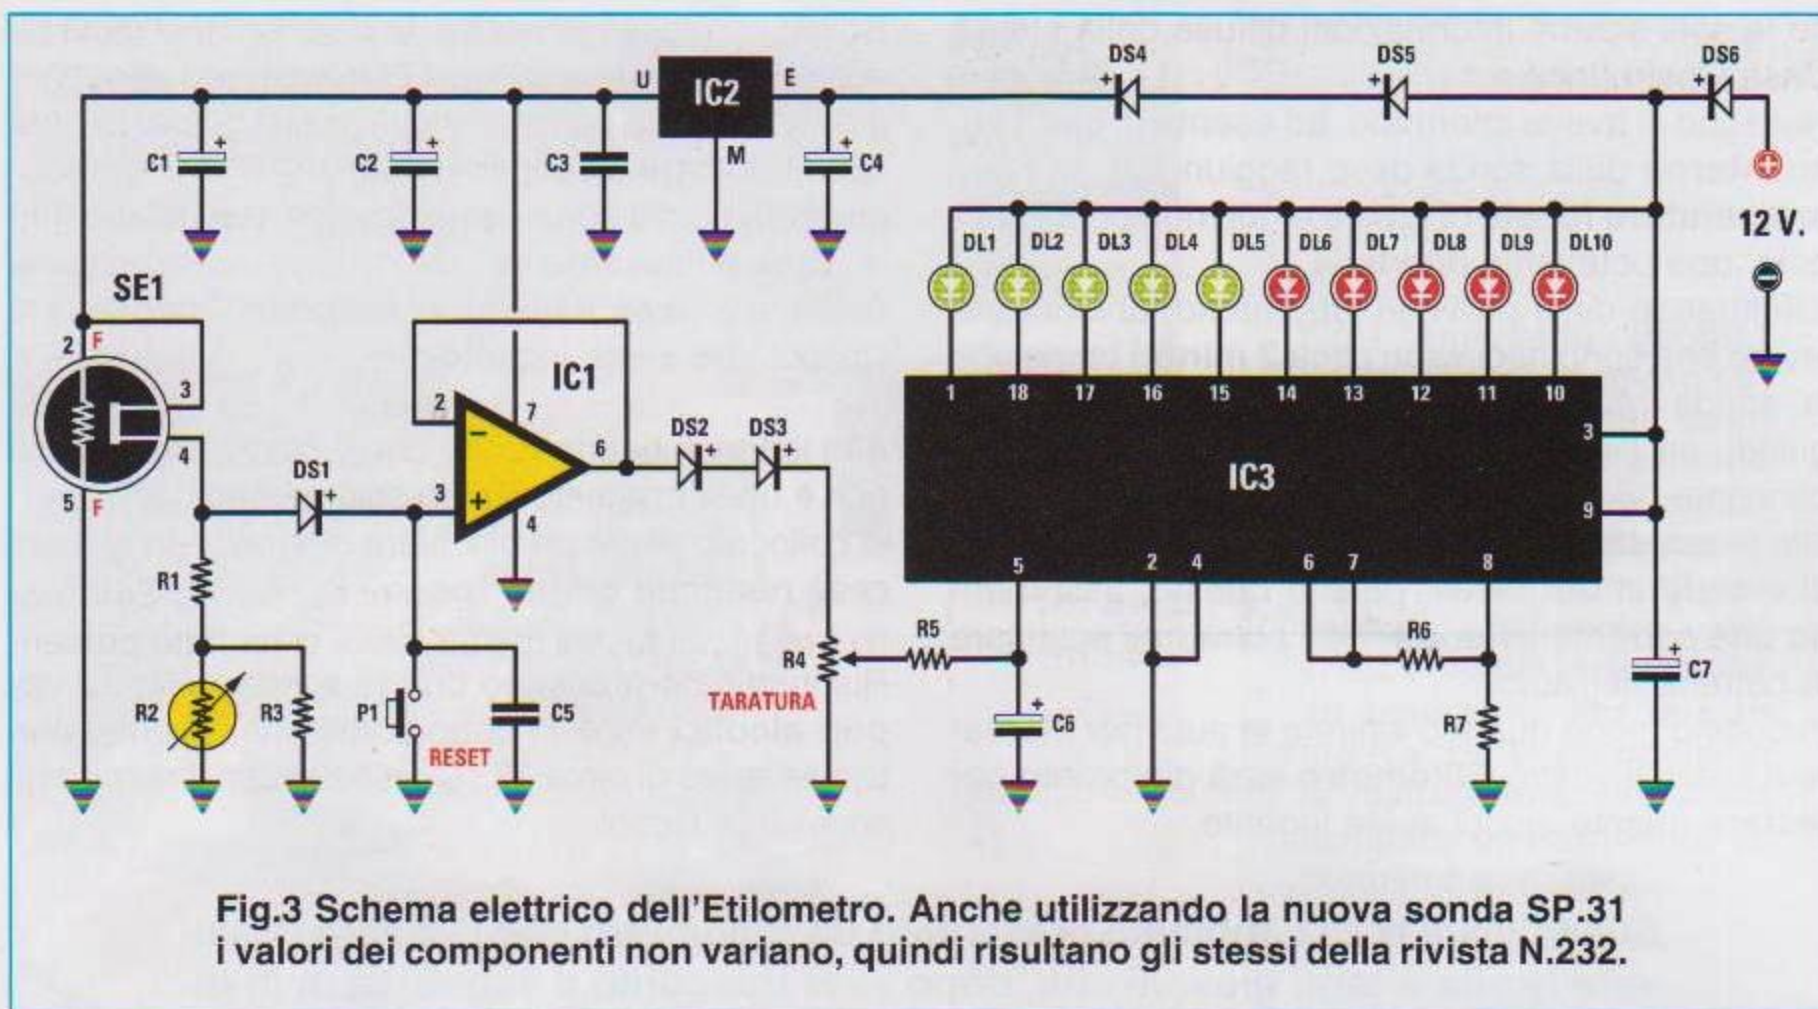 DS4
DS5
DS6
U
IC2
E
M
C1
C2
C3
C4
12 V.
DL1 DL2 DL3 DL4 DL5 DL6 DL7 DL8 DL9 DL10
SE1
2 F
3
4
5 F
IC1
2
7
6
3
4
DS1
DS2
DS3
1 18 17 16 15 14 13 12 11 10
3
IC3
9
5 2 4 6 7 8
R1
R2
R3
P1
RESET
C5
R4
TARATURA
R5
C6
R6
R7
C7
Fig.3 Schema elettrico dell'Etilometro. Anche utilizzando la nuova sonda SP.31
i valori dei componenti non variano, quindi risultano gli stessi della rivista N.232.